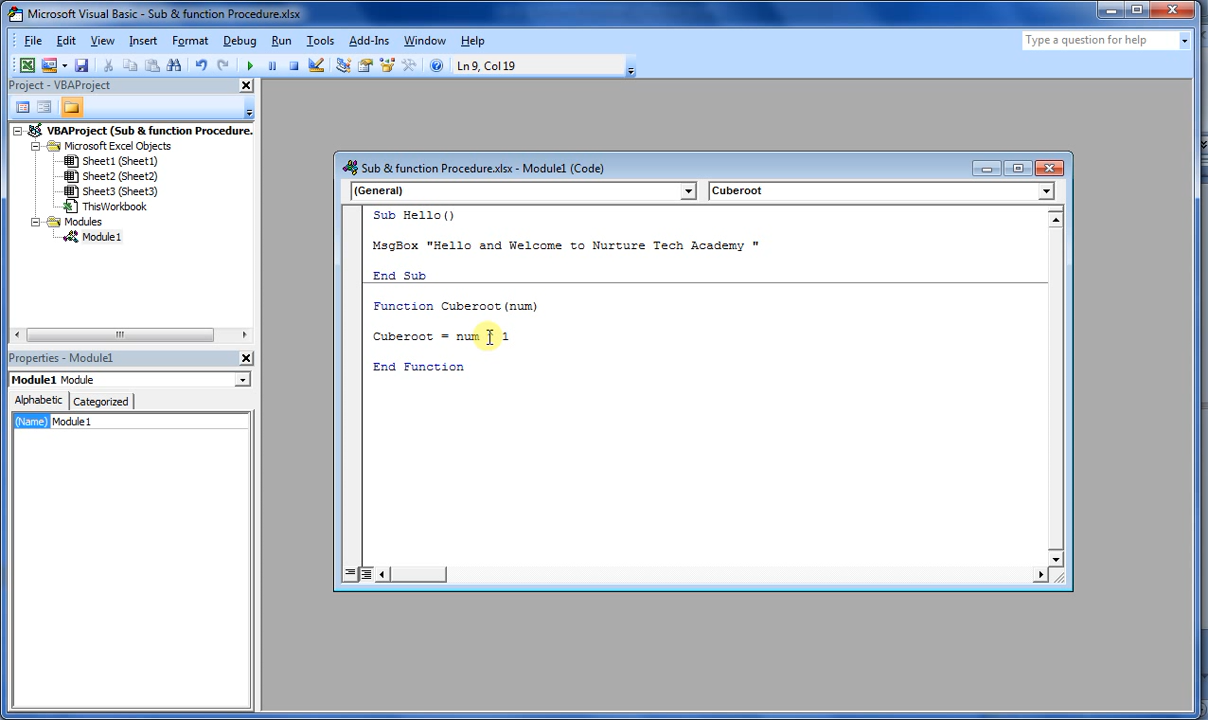 Microsoft Visual Basic - Sub & function Procedure.xlsx
File Edit View Insert Format Debug Run Tools Add-Ins Window Help
Type a question for help
Ln 9, Col 19
Project - VBAProject
VBAProject (Sub & function Procedure.
Microsoft Excel Objects
Sheet1 (Sheet1)
Sheet2 (Sheet2)
Sheet3 (Sheet3)
ThisWorkbook
Modules
Module1
Properties - Module1
Module1 Module
Alphabetic Categorized
(Name) Module1
Sub & function Procedure.xlsx - Module1 (Code)
(General) Cuberoot
Sub Hello()
MsgBox "Hello and Welcome to Nurture Tech Academy "
End Sub
Function Cuberoot(num)
Cuberoot = num 1
End Function